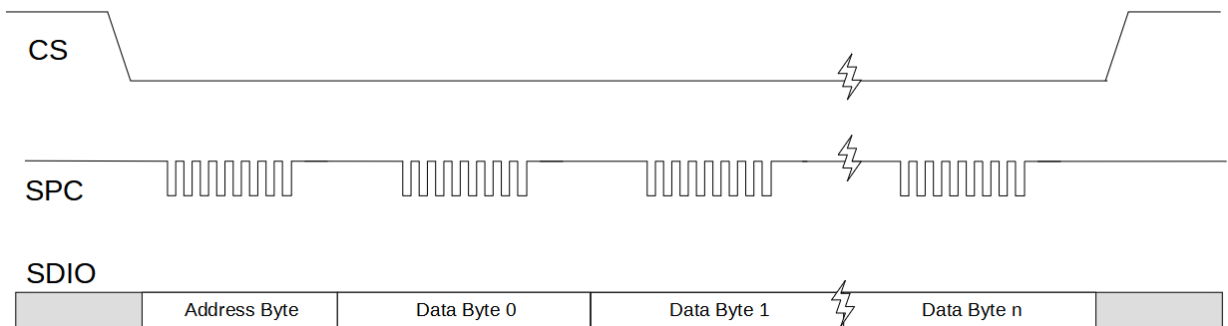 CS
SPC
SDIO
Address Byte Data Byte 0 Data Byte 1 Data Byte n